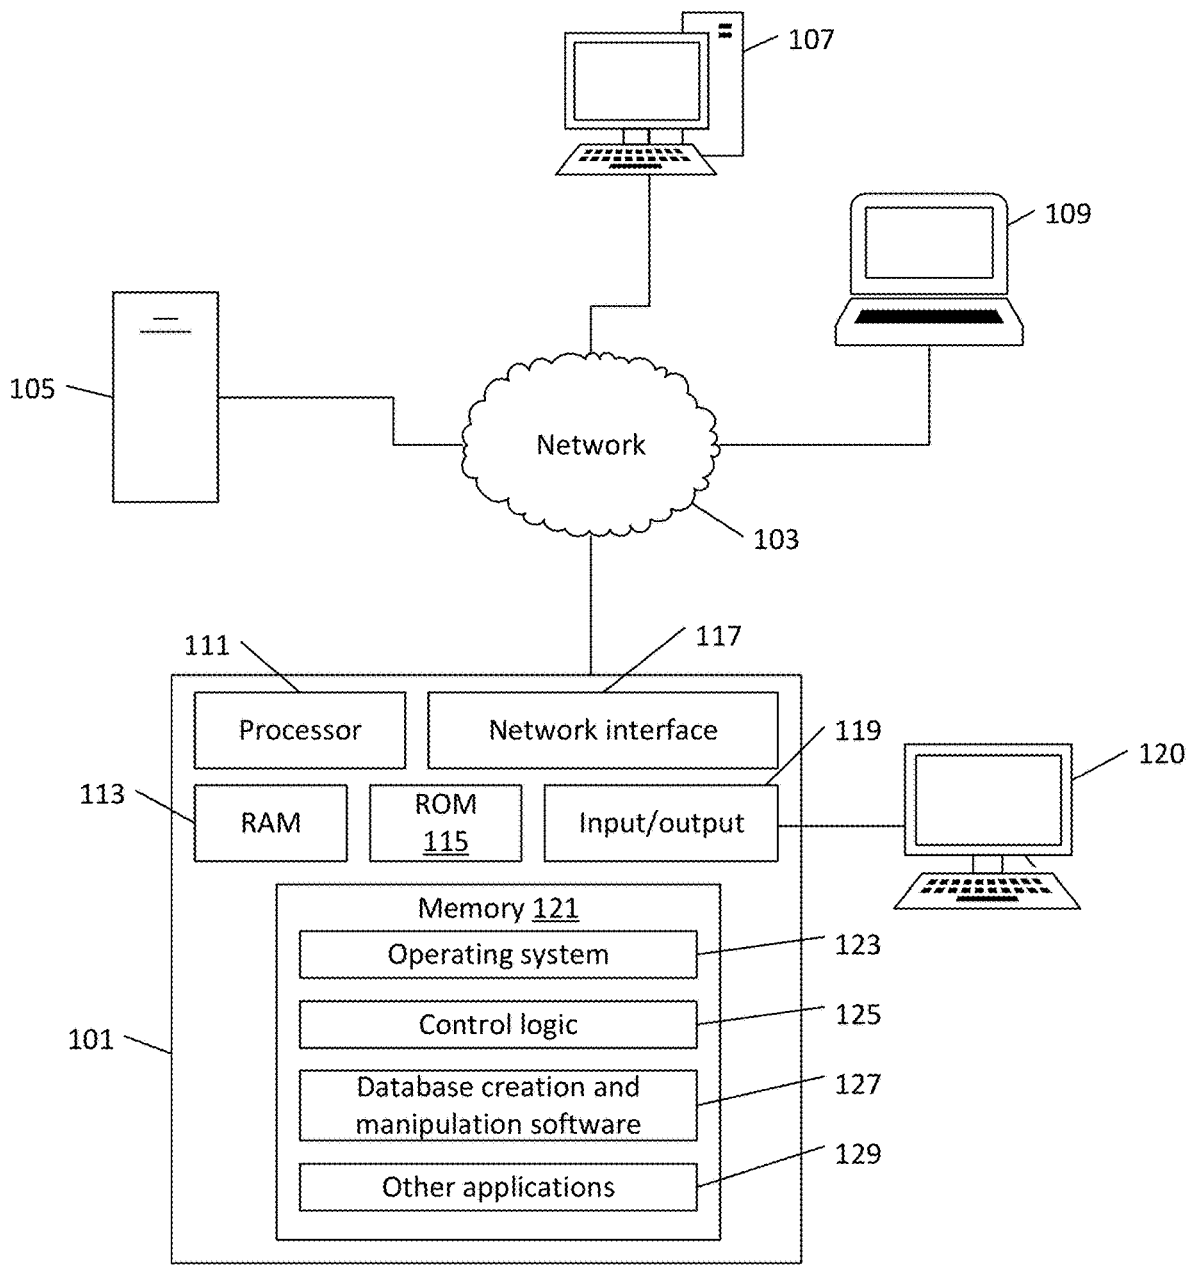 107
109
105
Network
103
111
117
Processor
Network interface
119
120
113
RAM
ROM
115
Input/output
Memory 121
Operating system
123
Control logic
125
101
Database creation and
manipulation software
127
Other applications
129